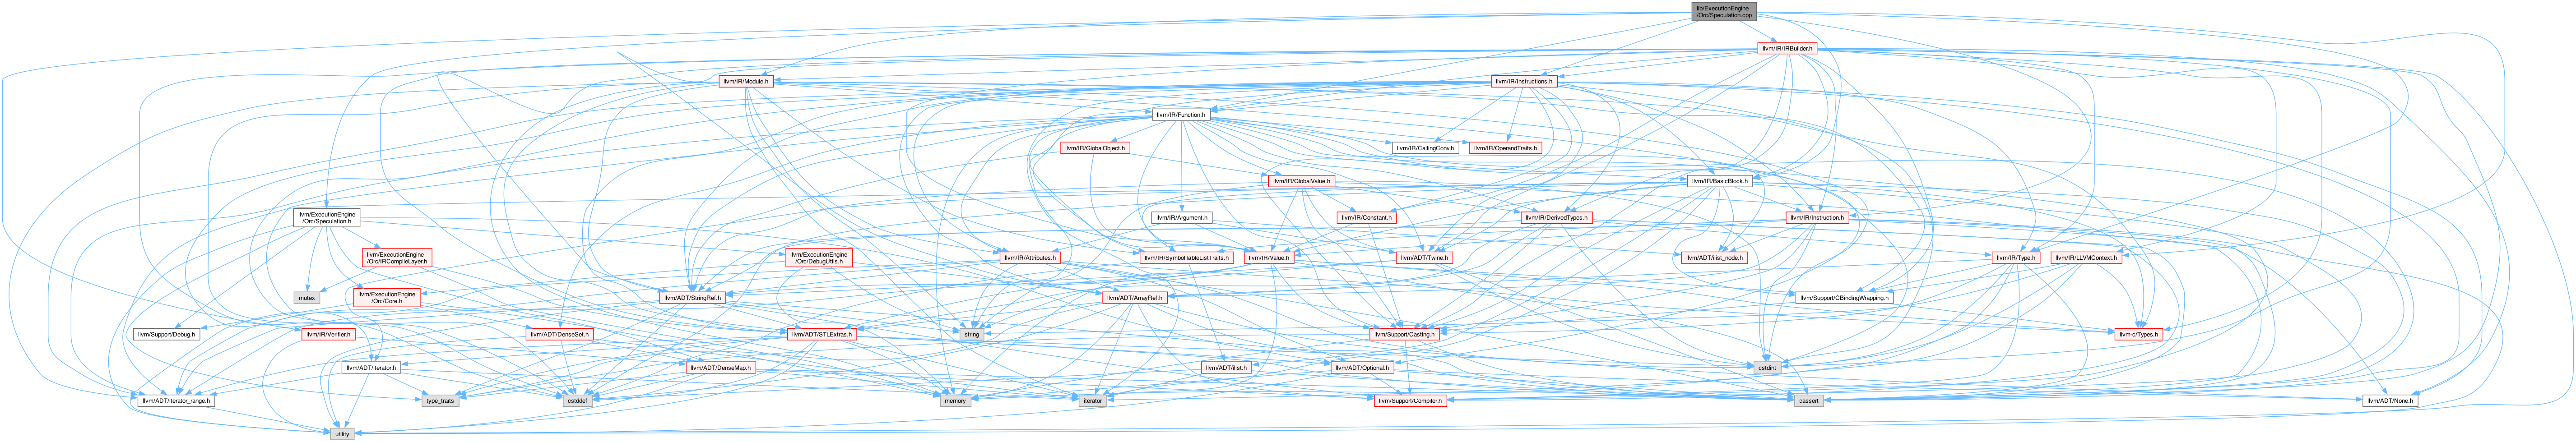 lib/ExecutionEngine
/Orc/Speculation.cpp
llvm/IR/IRBuilder.h
llvm/IR/Module.h
llvm/IR/Instructions.h
llvm/IR/Function.h
llvm/IR/GlobalObject.h
llvm/IR/CallingConv.h
llvm/IR/OperandTraits.h
llvm/IR/GlobalValue.h
llvm/IR/BasicBlock.h
llvm/ExecutionEngine
/Orc/Speculation.h
llvm/IR/Argument.h
llvm/IR/Constant.h
llvm/IR/DerivedTypes.h
llvm/IR/Instruction.h
llvm/ExecutionEngine
/Orc/IRCompileLayer.h
llvm/ExecutionEngine
/Orc/DebugUtils.h
llvm/IR/Attributes.h
llvm/IR/SymbolTableListTraits.h
llvm/IR/Value.h
llvm/ADT/Twine.h
llvm/ADT/ilist_node.h
llvm/IR/Type.h
llvm/IR/LLVMContext.h
mutex
llvm/ExecutionEngine
/Orc/Core.h
llvm/ADT/StringRef.h
llvm/ADT/ArrayRef.h
llvm/Support/CBindingWrapping.h
llvm/Support/Debug.h
llvm/IR/Verifier.h
llvm/ADT/DenseSet.h
llvm/ADT/STLExtras.h
string
llvm/Support/Casting.h
llvm-c/Types.h
llvm/ADT/iterator.h
llvm/ADT/DenseMap.h
llvm/ADT/ilist.h
llvm/ADT/Optional.h
cstdint
llvm/ADT/iterator_range.h
type_traits
cstddef
memory
iterator
llvm/Support/Compiler.h
cassert
llvm/ADT/None.h
utility